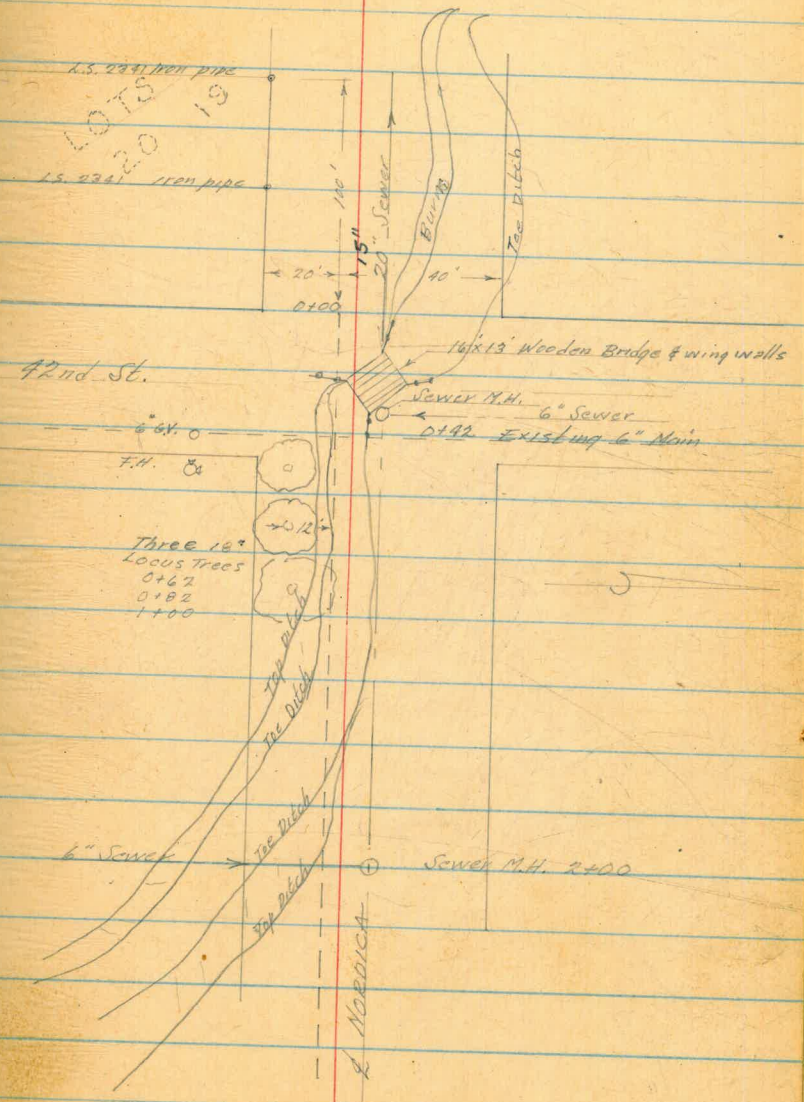 L.S. 2341 Iron pipe
LOTS
20 19
L.S. 2341 Iron pipe
100'
15"
20" Sewer
Burns
Toe Ditch
20'
40'
0+00
16'x13' Wooden Bridge & wing walls
42nd St.
Sewer M.H.
6" Sewer
6" G.V.
0+42 Existing 6" Main
F.H.
12'
Three 18"
Locus Trees
0+62
0+82
1+00
Top Ditch
Toe Ditch
Toe Ditch
6" Sewer
Sewer M.H. 2+00
Top Ditch
℄ NORDICA